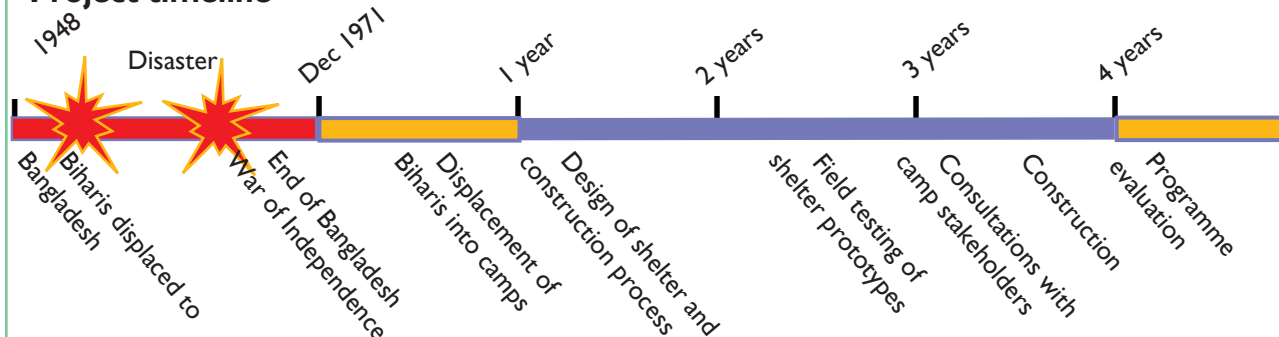 Project timeline
1948
Disaster
Dec 1971
1 year
2 years
3 years
4 years
Biharis displaced to
Bangladesh
End of Bangladesh
War of Independence
Displacement of
Biharis into camps
Design of shelter and
construction process
Field testing of
shelter prototypes
Consultations with
camp stakeholders
Construction
Programme
evaluation